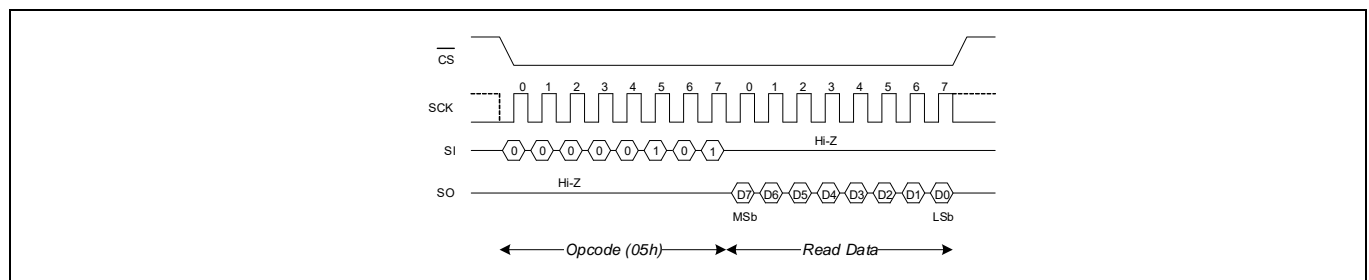 CS
0 1 2 3 4 5 6 7 0 1 2 3 4 5 6 7
SCK
Hi-Z
SI 0 0 0 0 0 1 0 1
Hi-Z
SO D7 D6 D5 D4 D3 D2 D1 D0
MSb LSb
Opcode (05h) Read Data